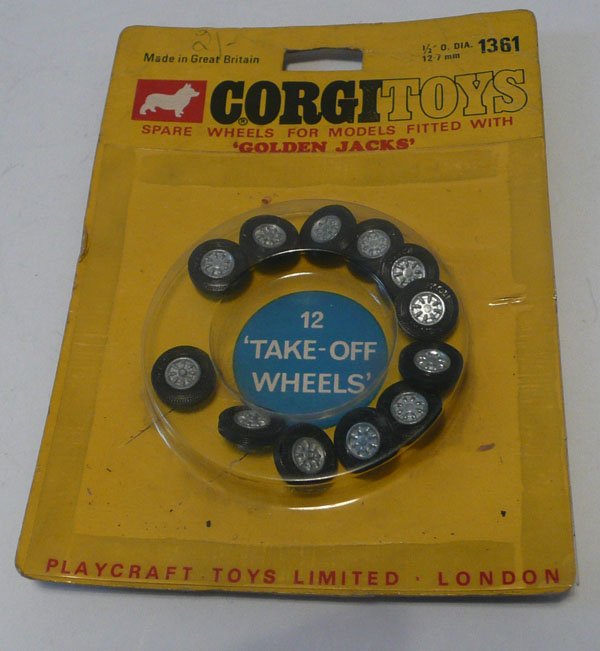 2/-
Made in Great Britain
½" O. DIA. 1361
12·7 mm
CORGI TOYS
®
SPARE WHEELS FOR MODELS FITTED WITH
'GOLDEN JACKS'
12
'TAKE-OFF
WHEELS'
PLAYCRAFT TOYS LIMITED · LONDON